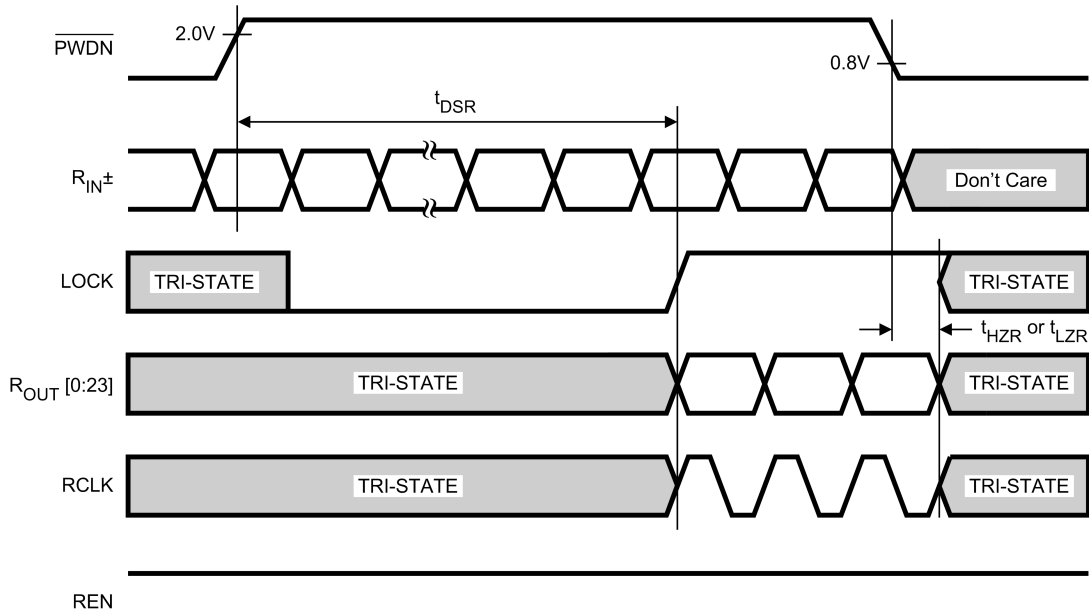 PWDN
2.0V
0.8V
tDSR
RIN±
Don't Care
LOCK
TRI-STATE
TRI-STATE
tHZR or tLZR
ROUT [0:23]
TRI-STATE
TRI-STATE
RCLK
TRI-STATE
TRI-STATE
REN